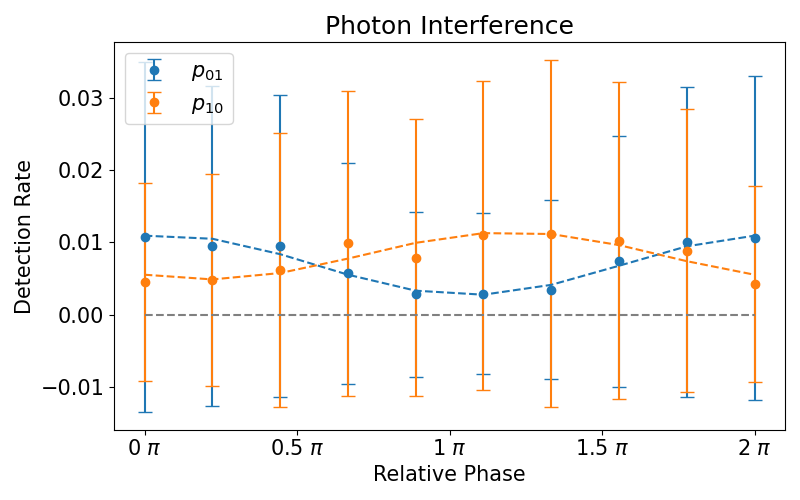 Photon Interference
p01
p10
Detection Rate
0.03
0.02
0.01
0.00
−0.01
0 π 0.5 π 1 π 1.5 π 2 π
Relative Phase